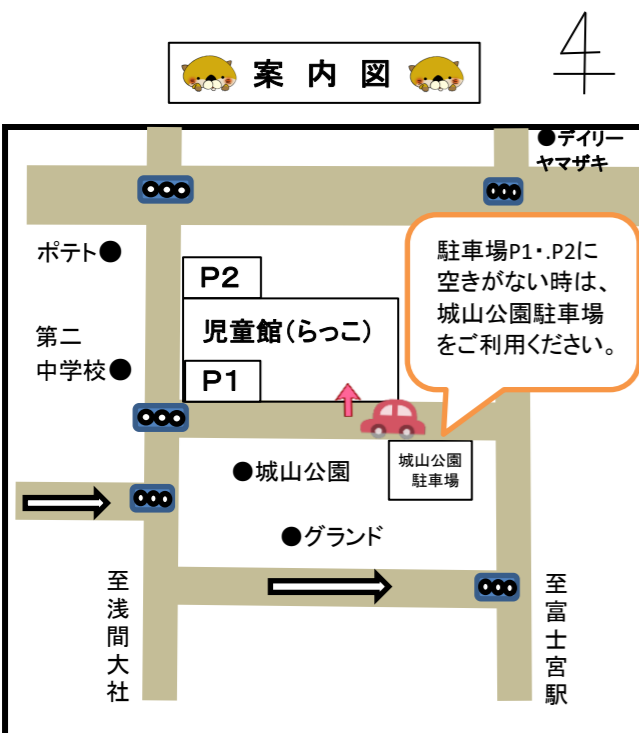 4
案内図
●デイリー
ヤマザキ
ポテト●
駐車場P1・.P2に
空きがない時は、
城山公園駐車場
をご利用ください。
P2
児童館(らっこ)
第二
中学校●
P1
●城山公園
城山公園
駐車場
●グランド
至浅間大社
至富士宮駅